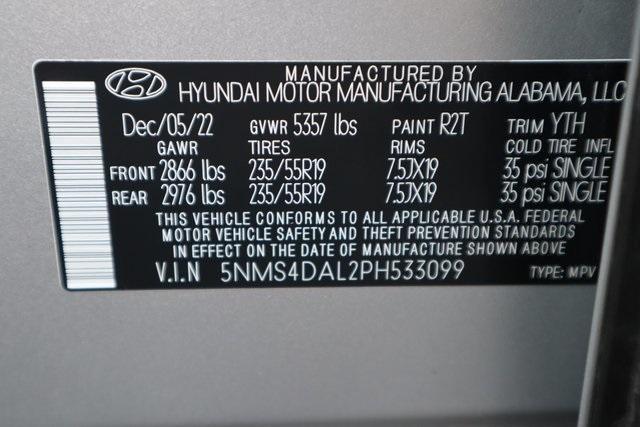 MANUFACTURED BY
HYUNDAI MOTOR MANUFACTURING ALABAMA, LLC
Dec/05/22 GVWR 5357 lbs PAINT R2T TRIM YTH
GAWR TIRES RIMS COLD TIRE INFL
FRONT 2866 lbs 235/55R19 7.5JX19 35 psi SINGLE
REAR 2976 lbs 235/55R19 7.5JX19 35 psi SINGLE
THIS VEHICLE CONFORMS TO ALL APPLICABLE U.S.A. FEDERAL
MOTOR VEHICLE SAFETY AND THEFT PREVENTION STANDARDS
IN EFFECT ON THE DATE OF MANUFACTURE SHOWN ABOVE
V.I.N 5NMS4DAL2PH533099 TYPE: MPV